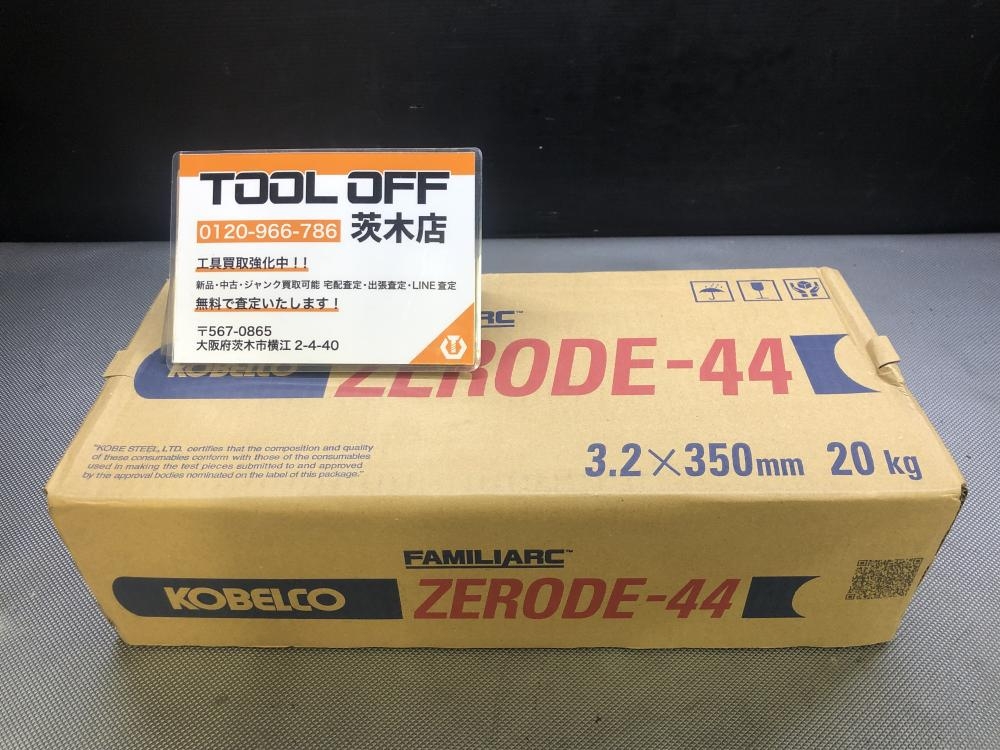 TOOL OFF
0120-966-786 茨木店
工具買取強化中!!
新品・中古・ジャンク買取可能 宅配査定・出張査定・LINE査定
無料で査定いたします!
〒567-0865
大阪府茨木市横江 2-4-40
RC™
KOBELCO
ZERODE-44
"KOBE STEEL, LTD. certifies that the composition and quality
of these consumables conform with those of the consumables
used in making the test pieces submitted to and approved
by the approval bodies nominated on the label of this package."
3.2×350mm 20 kg
FAMILIARC™
KOBELCO ZERODE-44